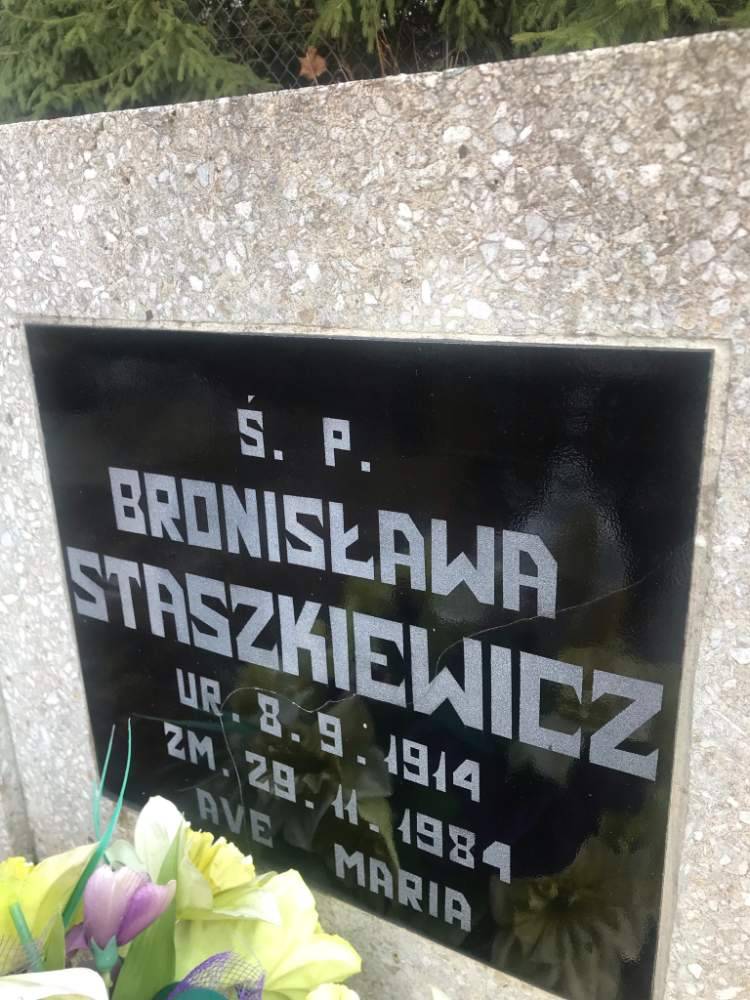 Ś. P.
BRONISŁAWA
STASZKIEWICZ
UR. 8. 9. 1914
ZM. 29. 11. 1984
AVE MARIA